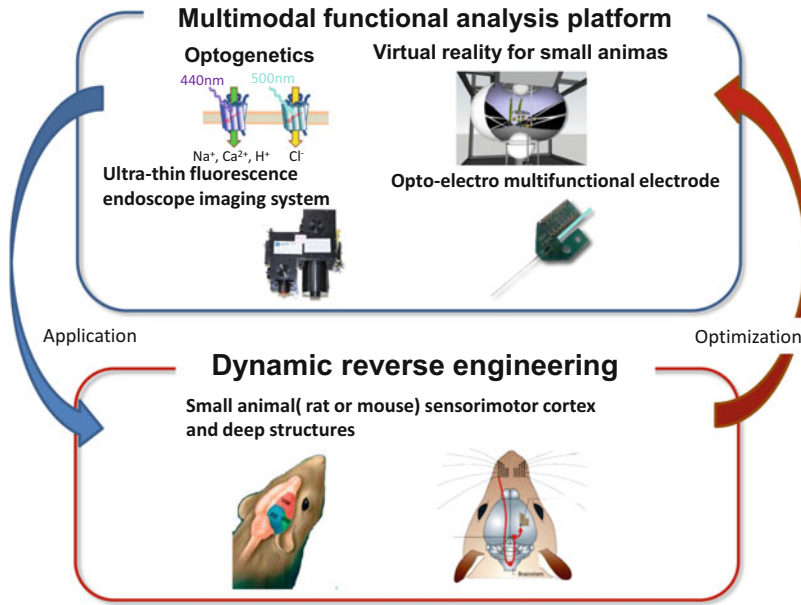 Multimodal functional analysis platform
Optogenetics
Virtual reality for small animas
440nm
500nm
Na⁺, Ca²⁺, H⁺
Cl⁻
Ultra-thin fluorescence
endoscope imaging system
Opto-electro multifunctional electrode
Application
Optimization
Dynamic reverse engineering
Small animal( rat or mouse) sensorimotor cortex
and deep structures
Brainstem